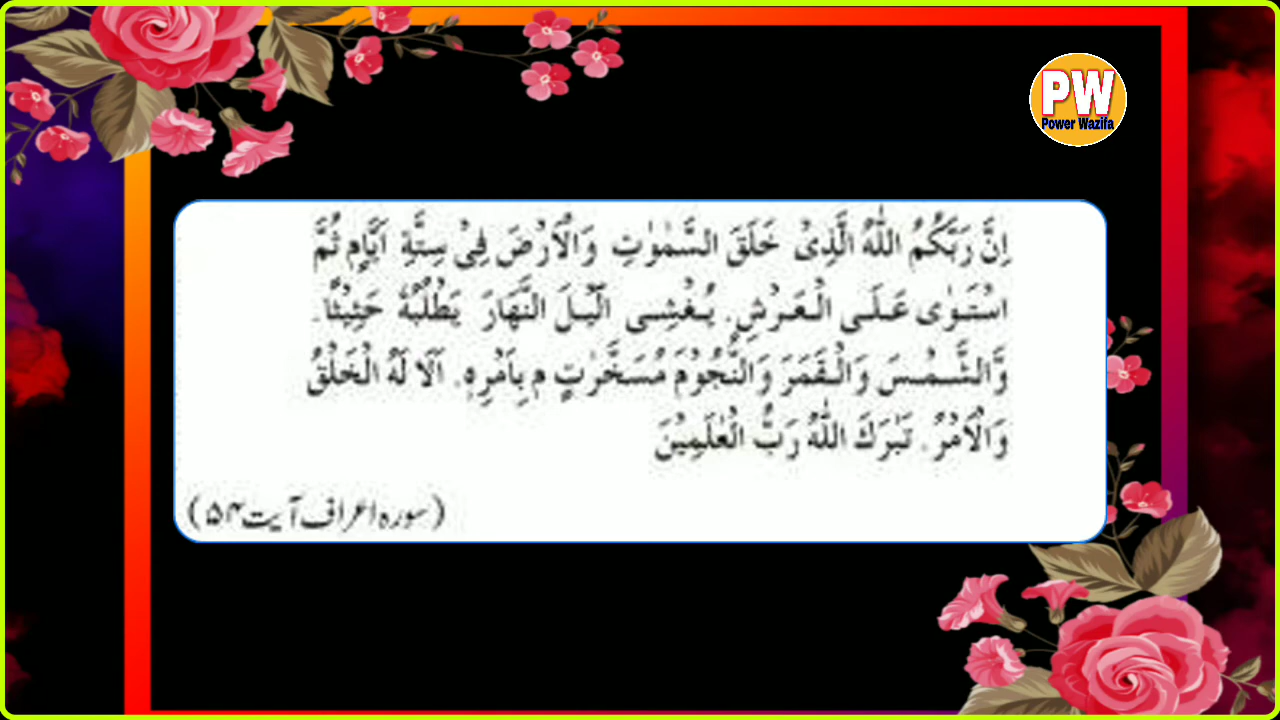 PW
Power Wazifa
اِنَّ رَبَّكُمُ اللّٰهُ الَّذِىْ خَلَقَ السَّمٰوٰتِ وَالْاَرْضَ فِىْ سِتَّةِ اَيَّامٍ ثُمَّ
اسْتَوٰى عَلَى الْعَرْشِ. يُغْشِى الَّيْلَ النَّهَارَ يَطْلُبُهٗ حَثِيْثًا.
وَّالشَّمْسَ وَالْقَمَرَ وَالنُّجُوْمَ مُسَخَّرٰتٍ م بِاَمْرِهٖ. اَلَا لَهُ الْخَلْقُ
وَالْاَمْرُ. تَبٰرَكَ اللّٰهُ رَبُّ الْعٰلَمِيْنَ
(سورہ اعراف آیت ۵۴)